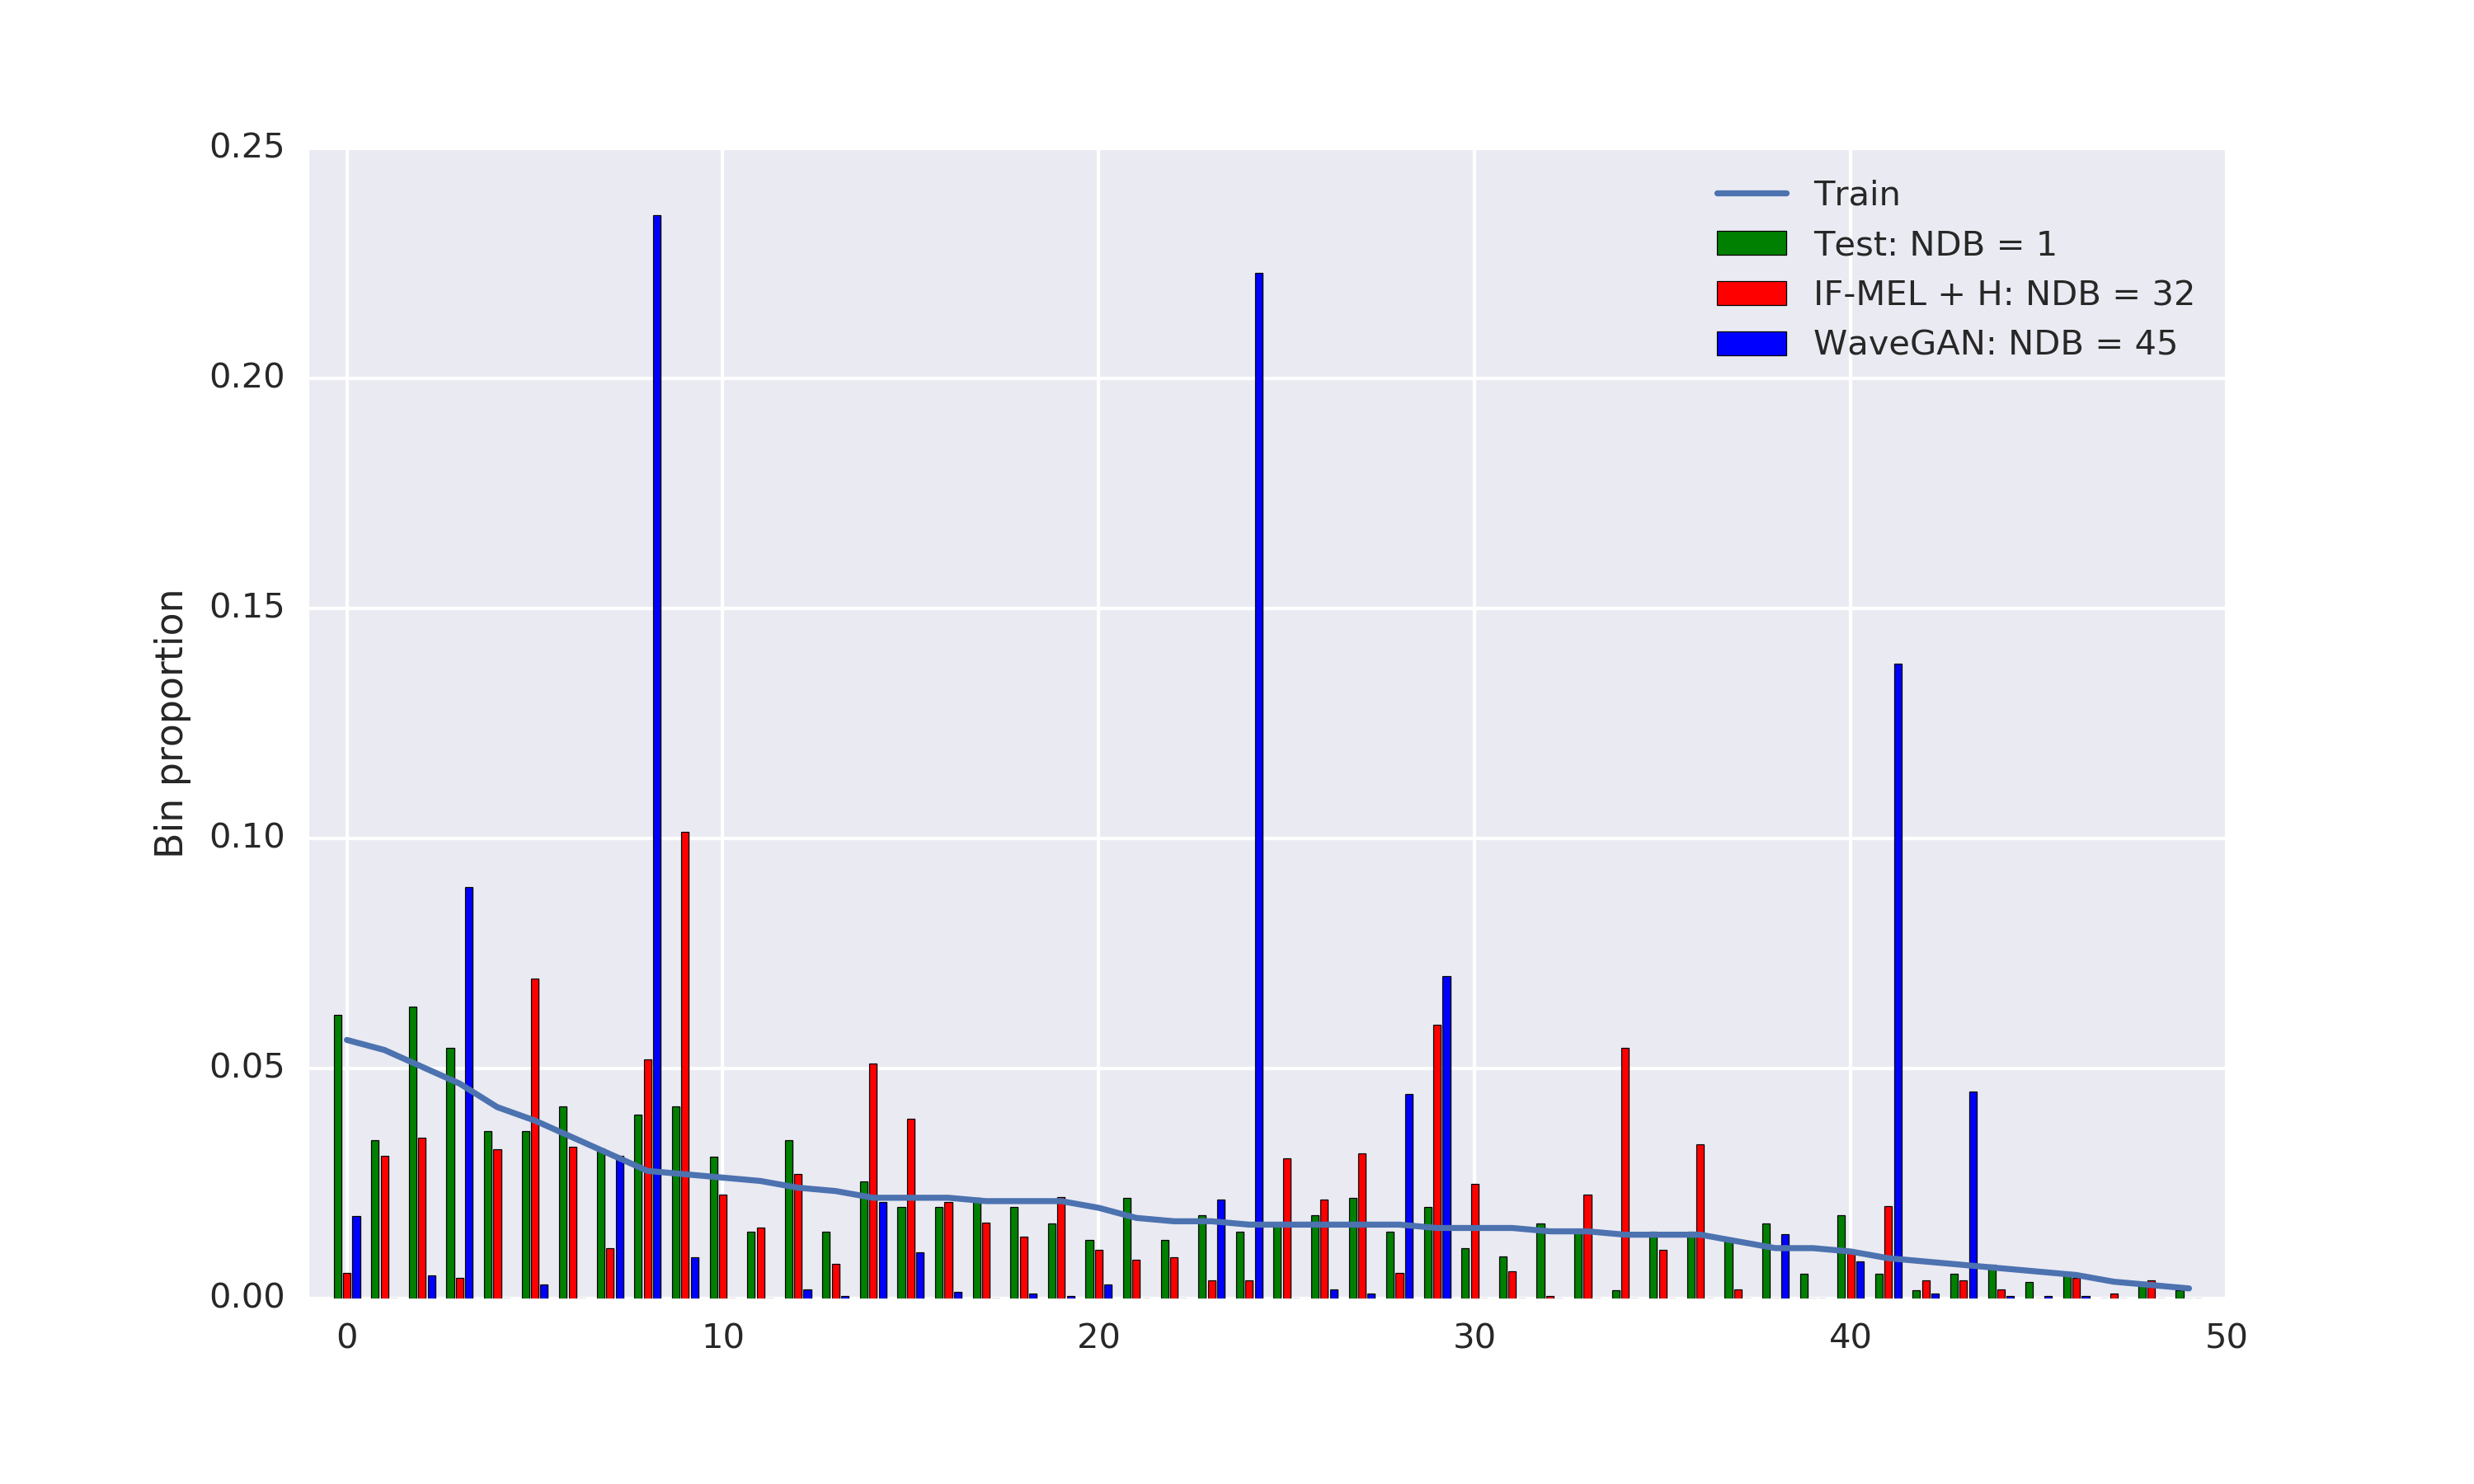 0.25
0.20
0.15
0.10
0.05
0.00
Bin proportion
0
10
20
30
40
50
Train
Test: NDB = 1
IF-MEL + H: NDB = 32
WaveGAN: NDB = 45